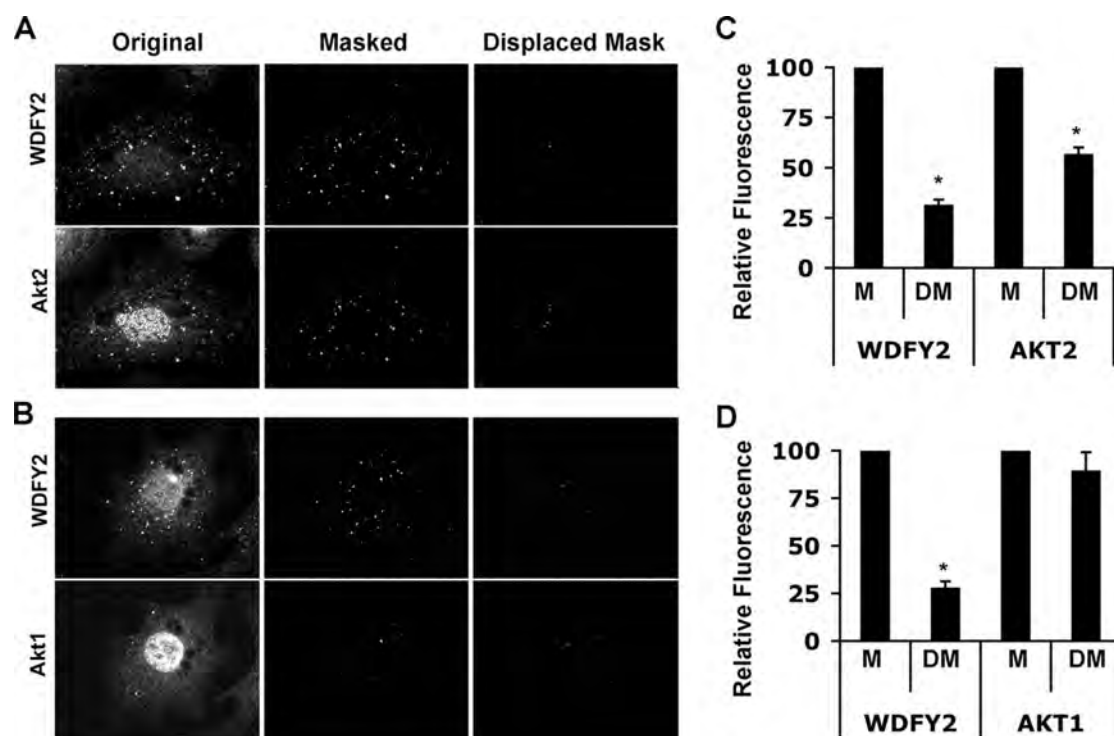 A
Original Masked Displaced Mask
WDFY2
Akt2
B
WDFY2
Akt1
C
Relative Fluorescence
100
75
50
25
0
*
*
M DM M DM
WDFY2 AKT2
D
Relative Fluorescence
100
75
50
25
0
*
M DM M DM
WDFY2 AKT1